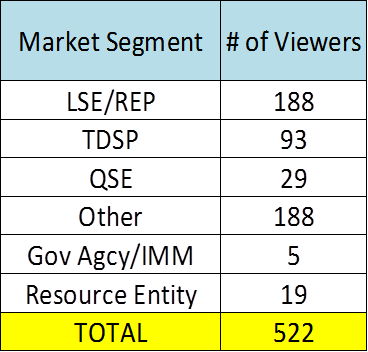 Market Segment # of Viewers
LSE/REP 188
TDSP 93
QSE 29
Other 188
Gov Agcy/IMM 5
Resource Entity 19
TOTAL 522